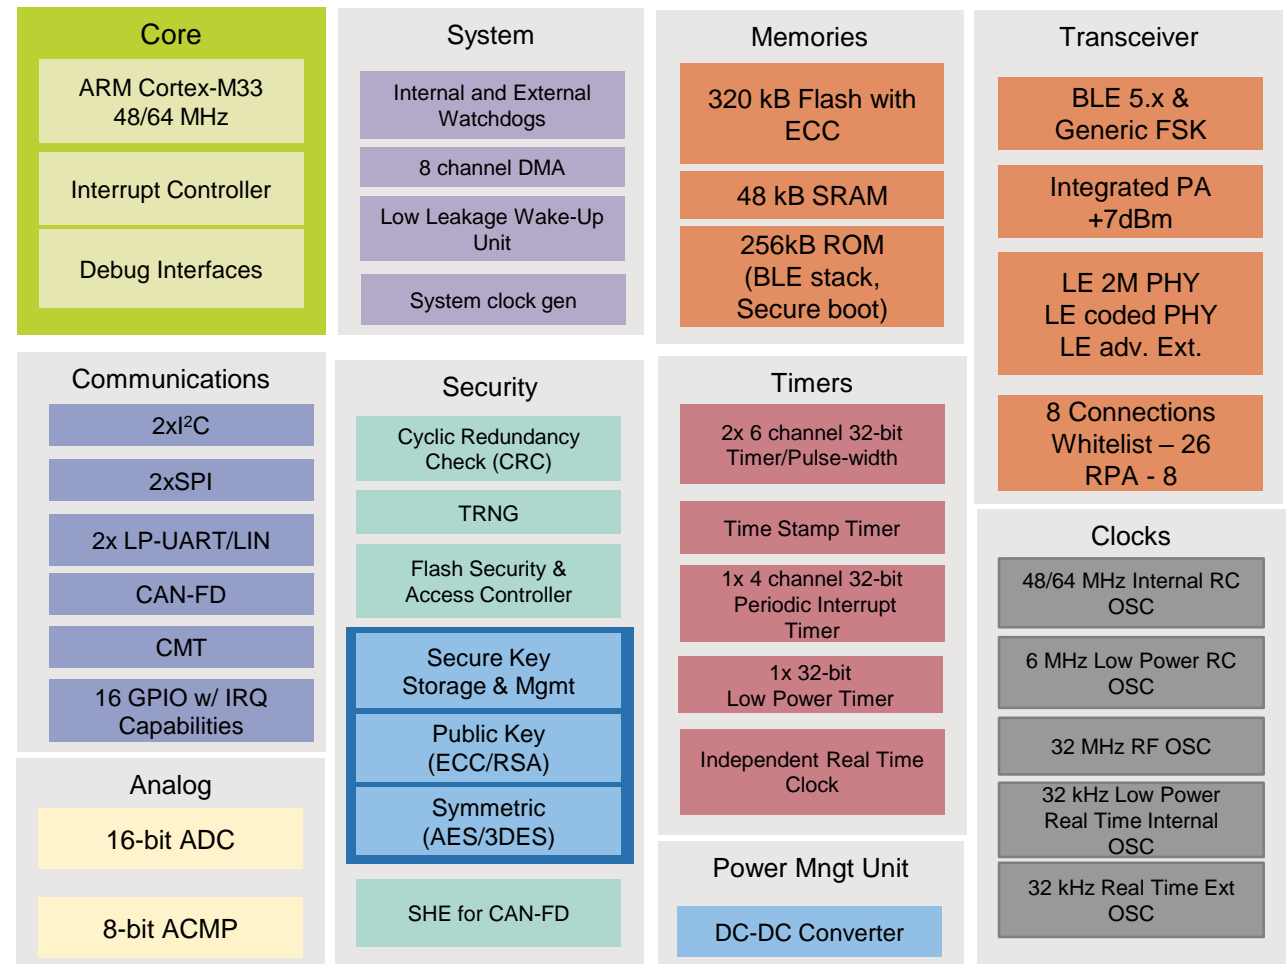 Core
ARM Cortex-M33
48/64 MHz
Interrupt Controller
Debug Interfaces
System
Internal and External
Watchdogs
8 channel DMA
Low Leakage Wake-Up
Unit
System clock gen
Memories
320 kB Flash with
ECC
48 kB SRAM
256kB ROM
(BLE stack,
Secure boot)
Transceiver
BLE 5.x &
Generic FSK
Integrated PA
+7dBm
LE 2M PHY
LE coded PHY
LE adv. Ext.
8 Connections
Whitelist – 26
RPA - 8
Communications
2xI²C
2xSPI
2x LP-UART/LIN
CAN-FD
CMT
16 GPIO w/ IRQ
Capabilities
Security
Cyclic Redundancy
Check (CRC)
TRNG
Flash Security &
Access Controller
Secure Key
Storage & Mgmt
Public Key
(ECC/RSA)
Symmetric
(AES/3DES)
SHE for CAN-FD
Timers
2x 6 channel 32-bit
Timer/Pulse-width
Time Stamp Timer
1x 4 channel 32-bit
Periodic Interrupt
Timer
1x 32-bit
Low Power Timer
Independent Real Time
Clock
Clocks
48/64 MHz Internal RC
OSC
6 MHz Low Power RC
OSC
32 MHz RF OSC
32 kHz Low Power
Real Time Internal
OSC
32 kHz Real Time Ext
OSC
Analog
16-bit ADC
8-bit ACMP
Power Mngt Unit
DC-DC Converter